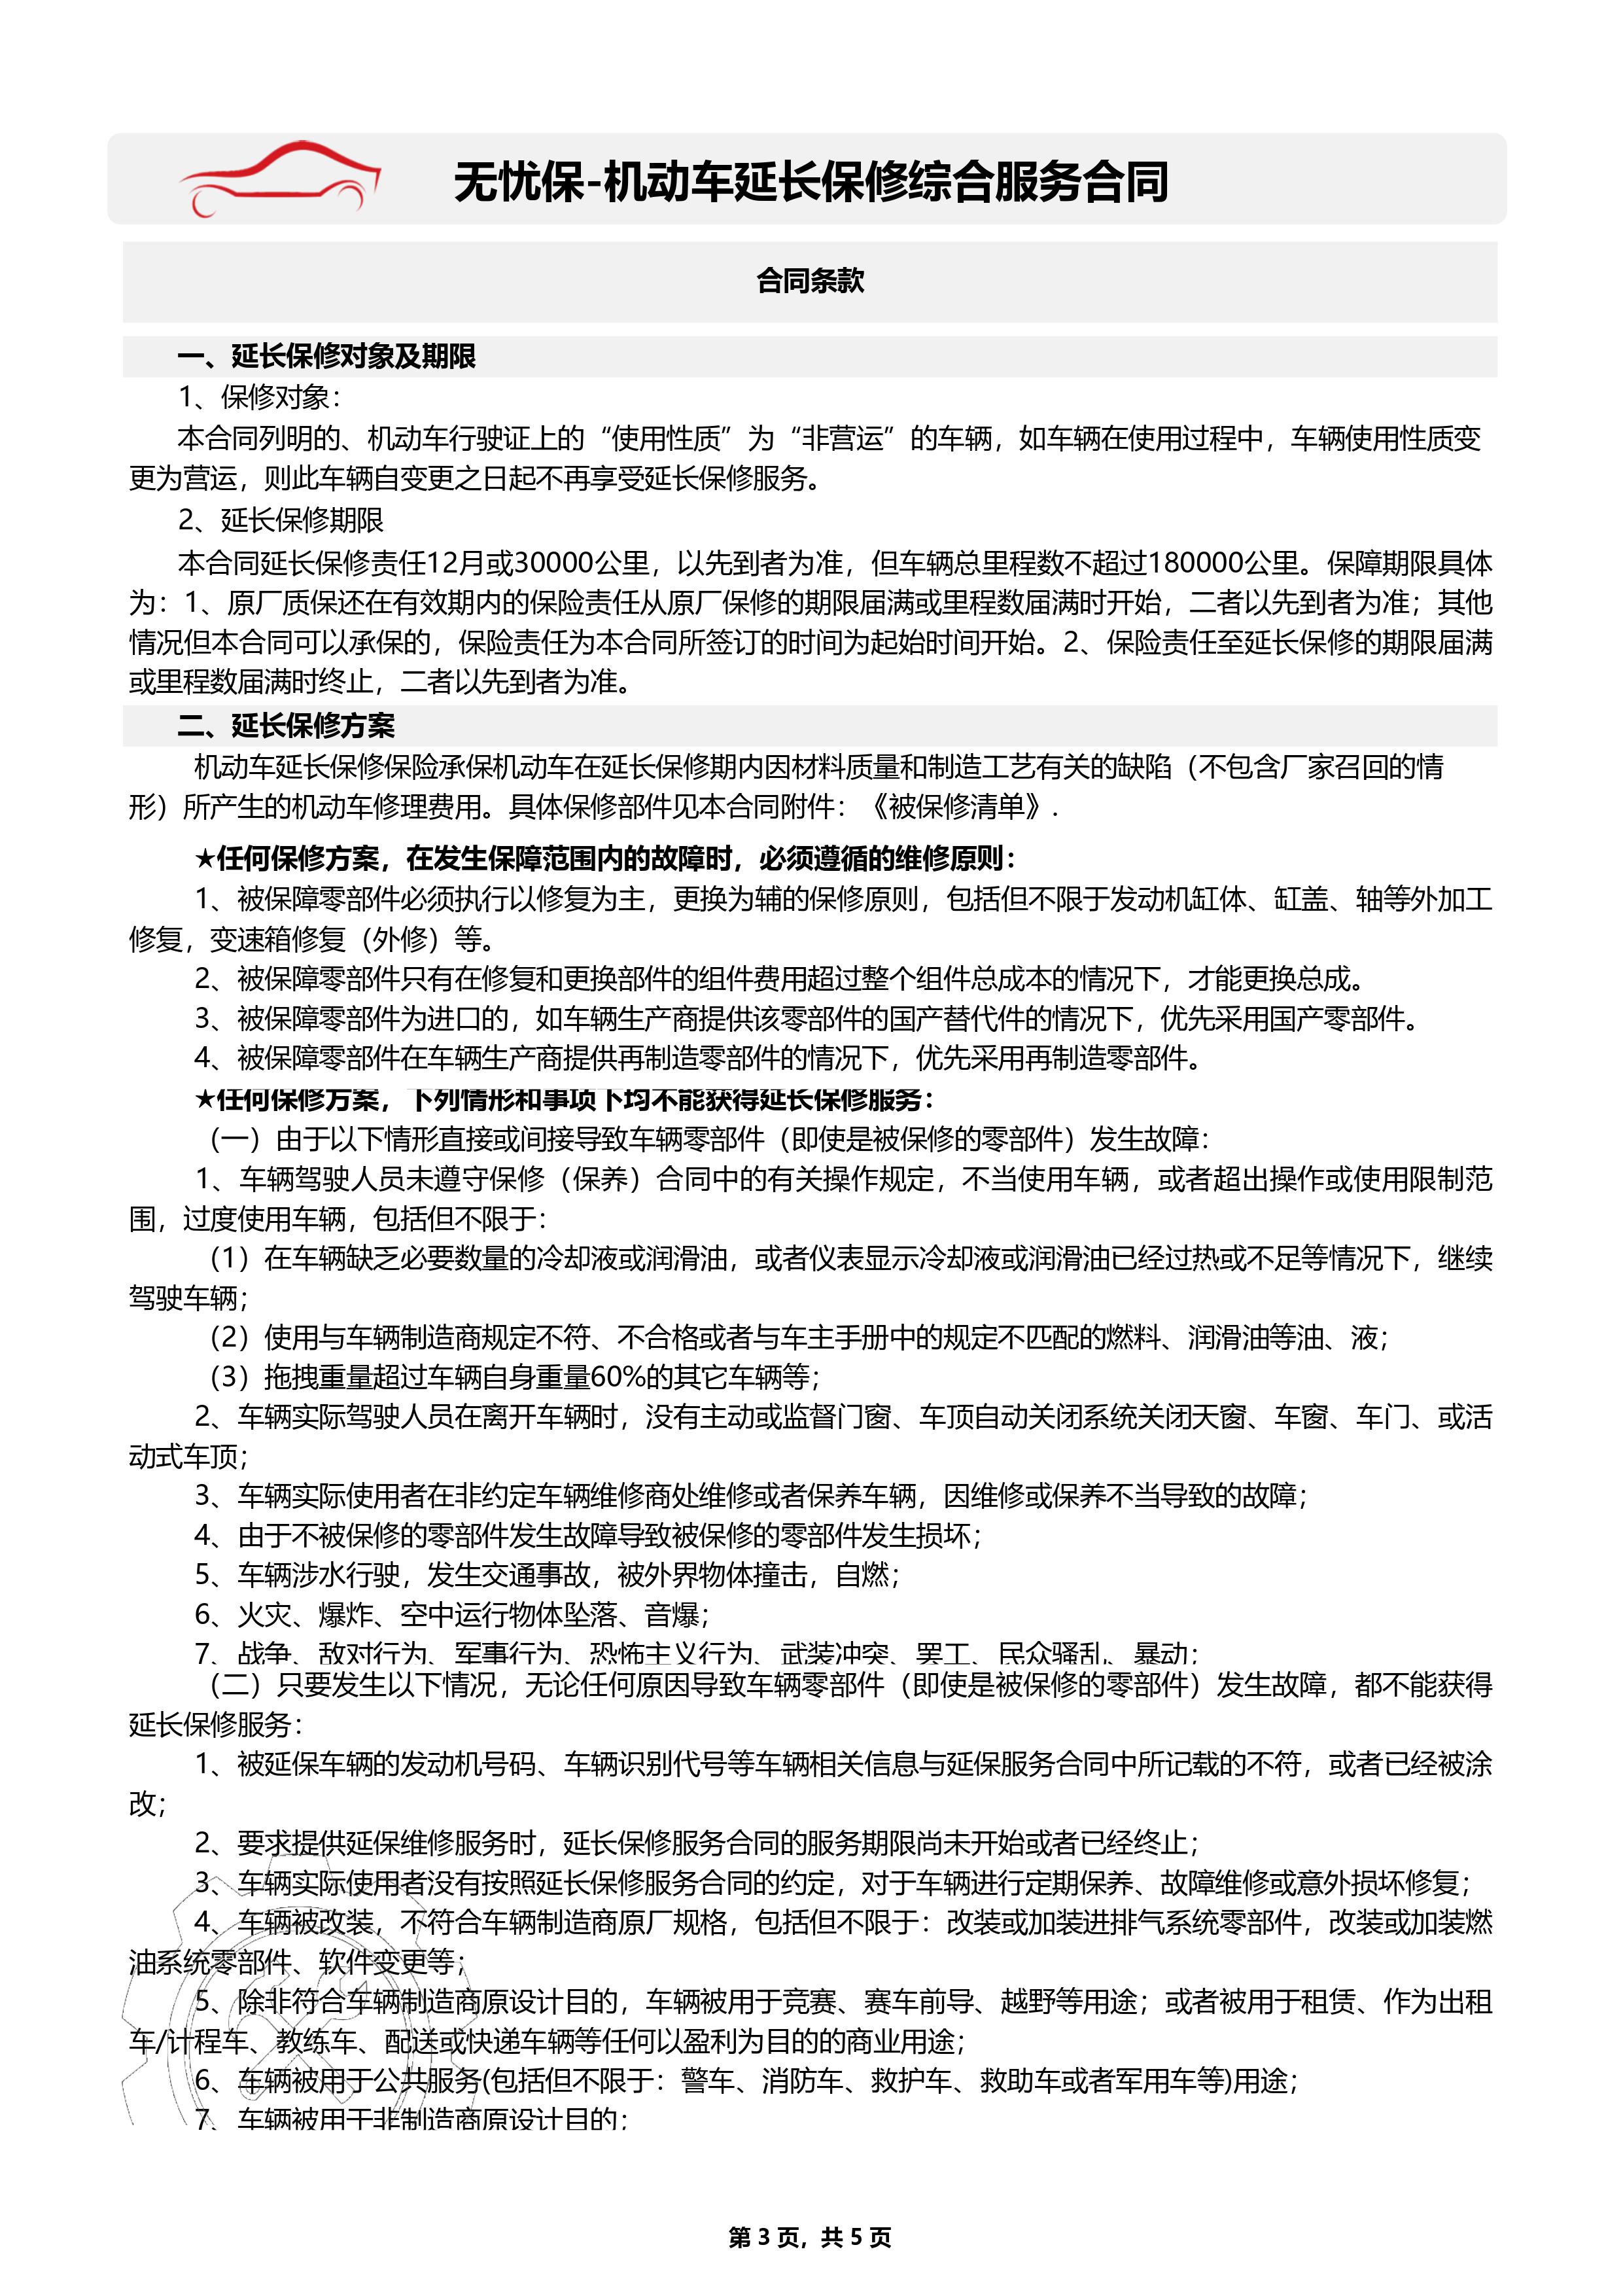 无忧保-机动车延长保修综合服务合同
合同条款
一、延长保修对象及期限
1、保修对象：
本合同列明的、机动车行驶证上的“使用性质”为“非营运”的车辆，如车辆在使用过程中，车辆使用性质变
更为营运，则此车辆自变更之日起不再享受延长保修服务。
2、延长保修期限
本合同延长保修责任12月或30000公里，以先到者为准，但车辆总里程数不超过180000公里。保障期限具体
为：1、原厂质保还在有效期内的保险责任从原厂保修的期限届满或里程数届满时开始，二者以先到者为准；其他
情况但本合同可以承保的，保险责任为本合同所签订的时间为起始时间开始。2、保险责任至延长保修的期限届满
或里程数届满时终止，二者以先到者为准。
二、延长保修方案
机动车延长保修保险承保机动车在延长保修期内因材料质量和制造工艺有关的缺陷（不包含厂家召回的情
形）所产生的机动车修理费用。具体保修部件见本合同附件：《被保修清单》.
★任何保修方案，在发生保障范围内的故障时，必须遵循的维修原则：
1、被保障零部件必须执行以修复为主，更换为辅的保修原则，包括但不限于发动机缸体、缸盖、轴等外加工
修复，变速箱修复（外修）等。
2、被保障零部件只有在修复和更换部件的组件费用超过整个组件总成本的情况下，才能更换总成。
3、被保障零部件为进口的，如车辆生产商提供该零部件的国产替代件的情况下，优先采用国产零部件。
4、被保障零部件在车辆生产商提供再制造零部件的情况下，优先采用再制造零部件。
★任何保修方案，下列情形和事项下均不能获得延长保修服务：
（一）由于以下情形直接或间接导致车辆零部件（即使是被保修的零部件）发生故障：
1、车辆驾驶人员未遵守保修（保养）合同中的有关操作规定，不当使用车辆，或者超出操作或使用限制范
围，过度使用车辆，包括但不限于：
（1）在车辆缺乏必要数量的冷却液或润滑油，或者仪表显示冷却液或润滑油已经过热或不足等情况下，继续
驾驶车辆；
（2）使用与车辆制造商规定不符、不合格或者与车主手册中的规定不匹配的燃料、润滑油等油、液；
（3）拖拽重量超过车辆自身重量60%的其它车辆等；
2、车辆实际驾驶人员在离开车辆时，没有主动或监督门窗、车顶自动关闭系统关闭天窗、车窗、车门、或活
动式车顶；
3、车辆实际使用者在非约定车辆维修商处维修或者保养车辆，因维修或保养不当导致的故障；
4、由于不被保修的零部件发生故障导致被保修的零部件发生损坏；
5、车辆涉水行驶，发生交通事故，被外界物体撞击，自燃；
6、火灾、爆炸、空中运行物体坠落、音爆；
7、战争、敌对行为、军事行为、恐怖主义行为、武装冲突、罢工、民众骚乱、暴动；
（二）只要发生以下情况，无论任何原因导致车辆零部件（即使是被保修的零部件）发生故障，都不能获得
延长保修服务：
1、被延保车辆的发动机号码、车辆识别代号等车辆相关信息与延保服务合同中所记载的不符，或者已经被涂
改；
2、要求提供延保维修服务时，延长保修服务合同的服务期限尚未开始或者已经终止；
3、车辆实际使用者没有按照延长保修服务合同的约定，对于车辆进行定期保养、故障维修或意外损坏修复；
4、车辆被改装，不符合车辆制造商原厂规格，包括但不限于：改装或加装进排气系统零部件，改装或加装燃
油系统零部件、软件变更等；
5、除非符合车辆制造商原设计目的，车辆被用于竞赛、赛车前导、越野等用途；或者被用于租赁、作为出租
车/计程车、教练车、配送或快递车辆等任何以盈利为目的的商业用途；
6、车辆被用于公共服务(包括但不限于：警车、消防车、救护车、救助车或者军用车等)用途；
7、车辆被用于非制造商原设计目的；
第 3 页, 共 5 页